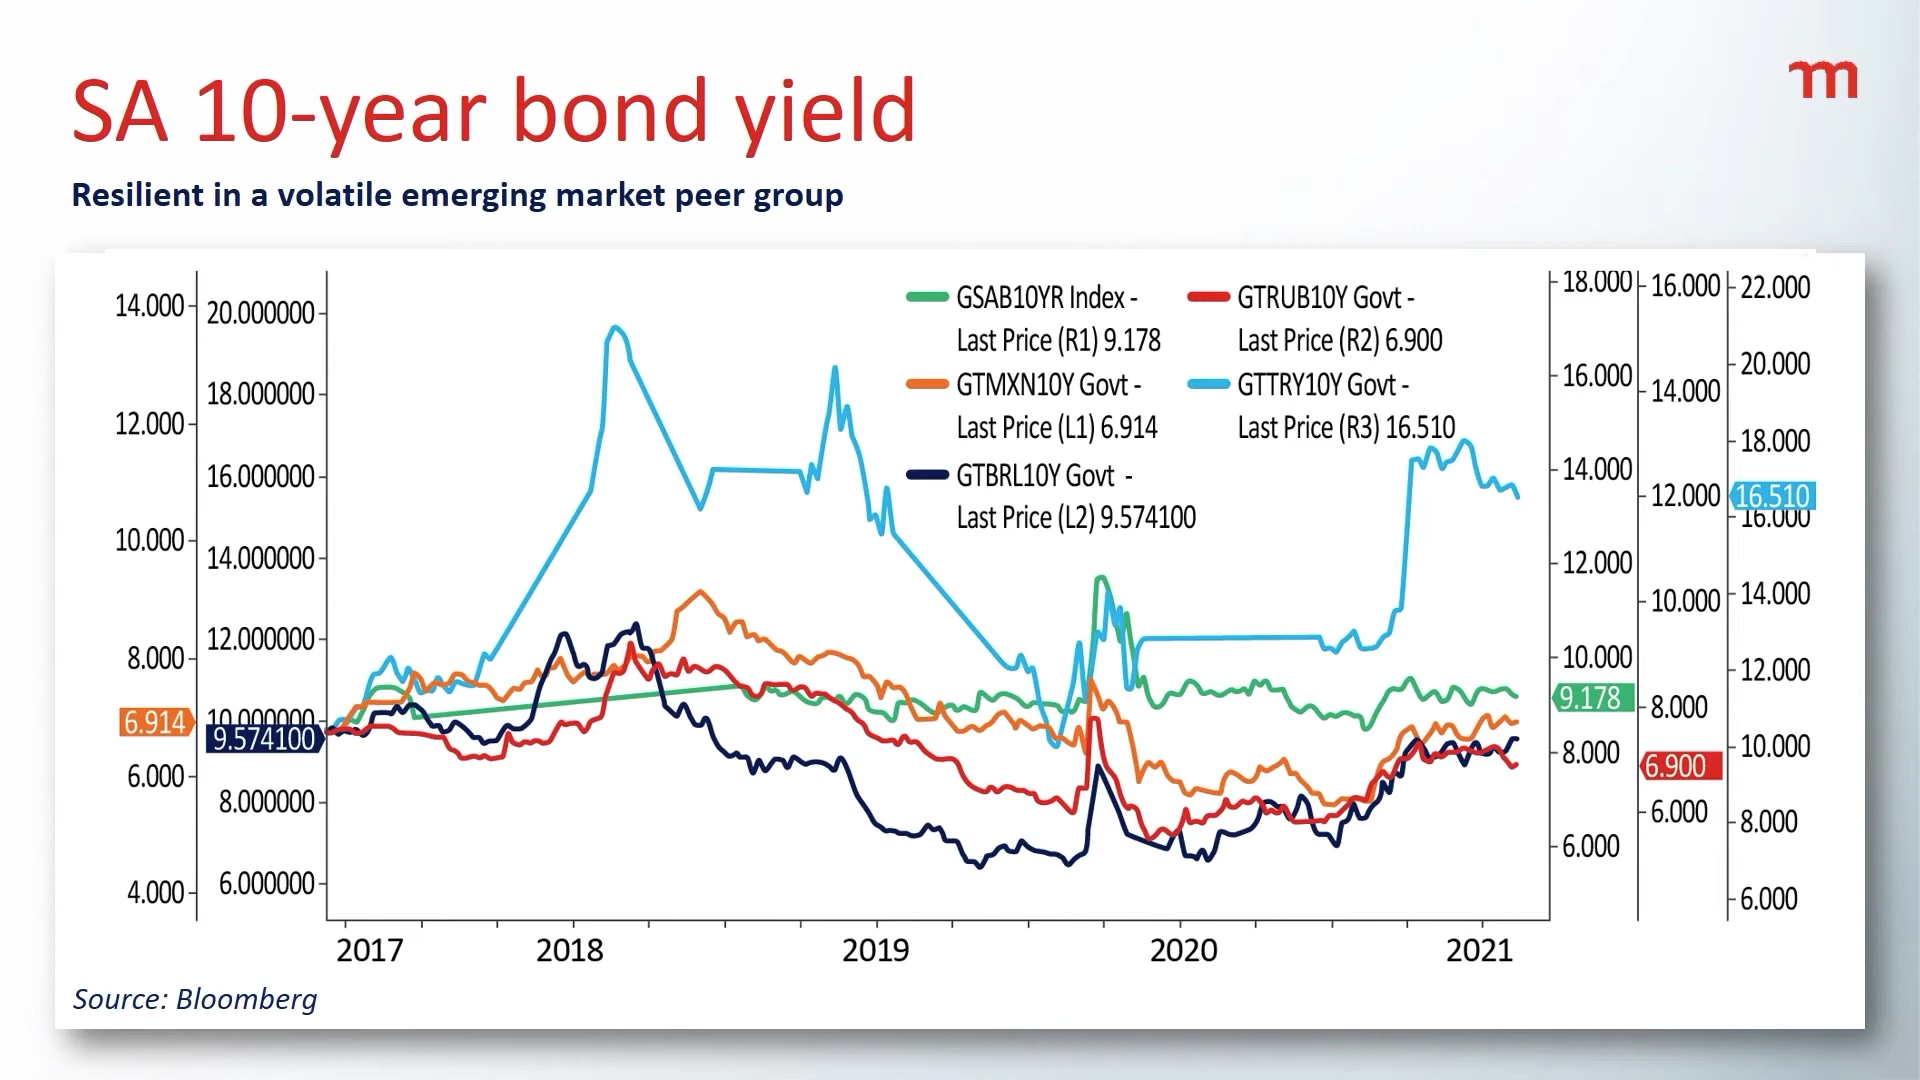 SA 10-year bond yield
m
Resilient in a volatile emerging market peer group
14.000
12.000
10.000
8.000
6.914
6.000
4.000
20.000000
18.000000
16.000000
14.000000
12.000000
10.000000
9.574100
8.000000
6.000000
GSAB10YR Index -
Last Price (R1) 9.178
GTMXN10Y Govt -
Last Price (L1) 6.914
GTBRL10Y Govt -
Last Price (L2) 9.574100
GTRUB10Y Govt -
Last Price (R2) 6.900
GTTRY10Y Govt -
Last Price (R3) 16.510
18.000
16.000
14.000
12.000
10.000
9.178
8.000
6.000
16.000
14.000
12.000
10.000
8.000
6.900
6.000
22.000
20.000
18.000
16.510
16.000
14.000
12.000
10.000
8.000
6.000
2017 2018 2019 2020 2021
Source: Bloomberg